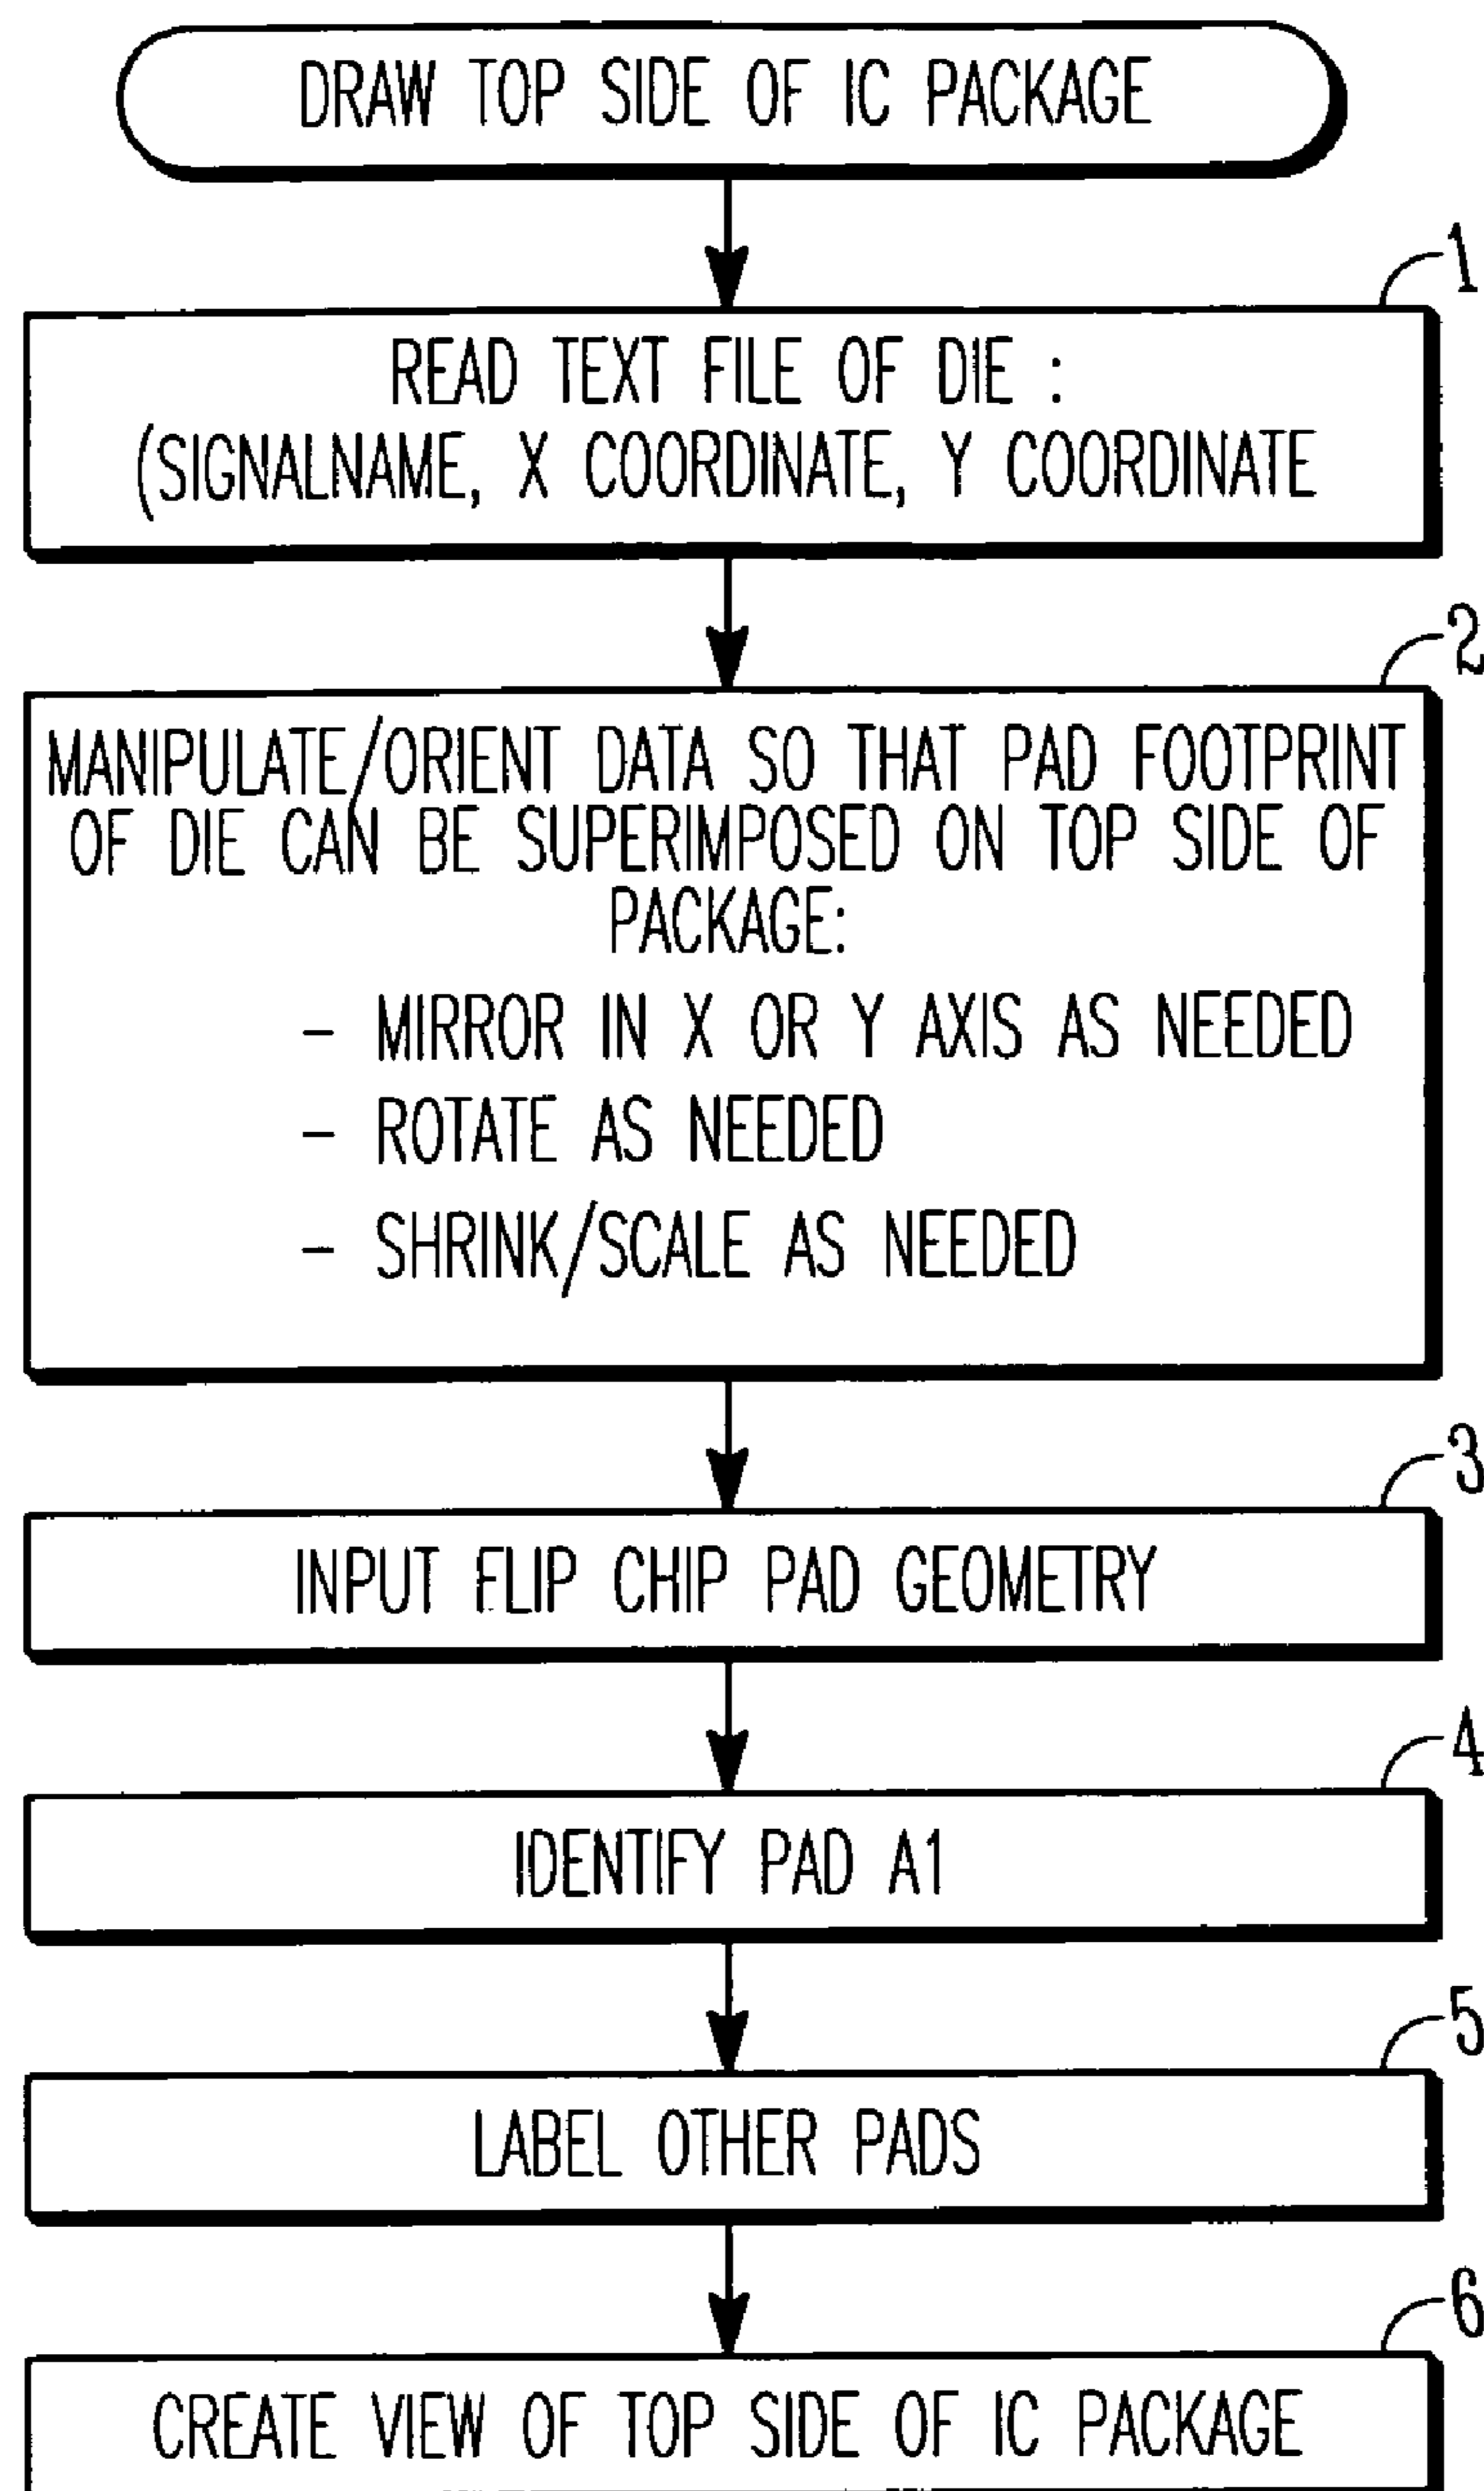 DRAW TOP SIDE OF IC PACKAGE
1
READ TEXT FILE OF DIE :
(SIGNALNAME, X COORDINATE, Y COORDINATE
2
MANIPULATE/ORIENT DATA SO THAT PAD FOOTPRINT
OF DIE CAN BE SUPERIMPOSED ON TOP SIDE OF
PACKAGE:
- MIRROR IN X OR Y AXIS AS NEEDED
- ROTATE AS NEEDED
- SHRINK/SCALE AS NEEDED
3
INPUT FLIP CHIP PAD GEOMETRY
4
IDENTIFY PAD A1
5
LABEL OTHER PADS
6
CREATE VIEW OF TOP SIDE OF IC PACKAGE